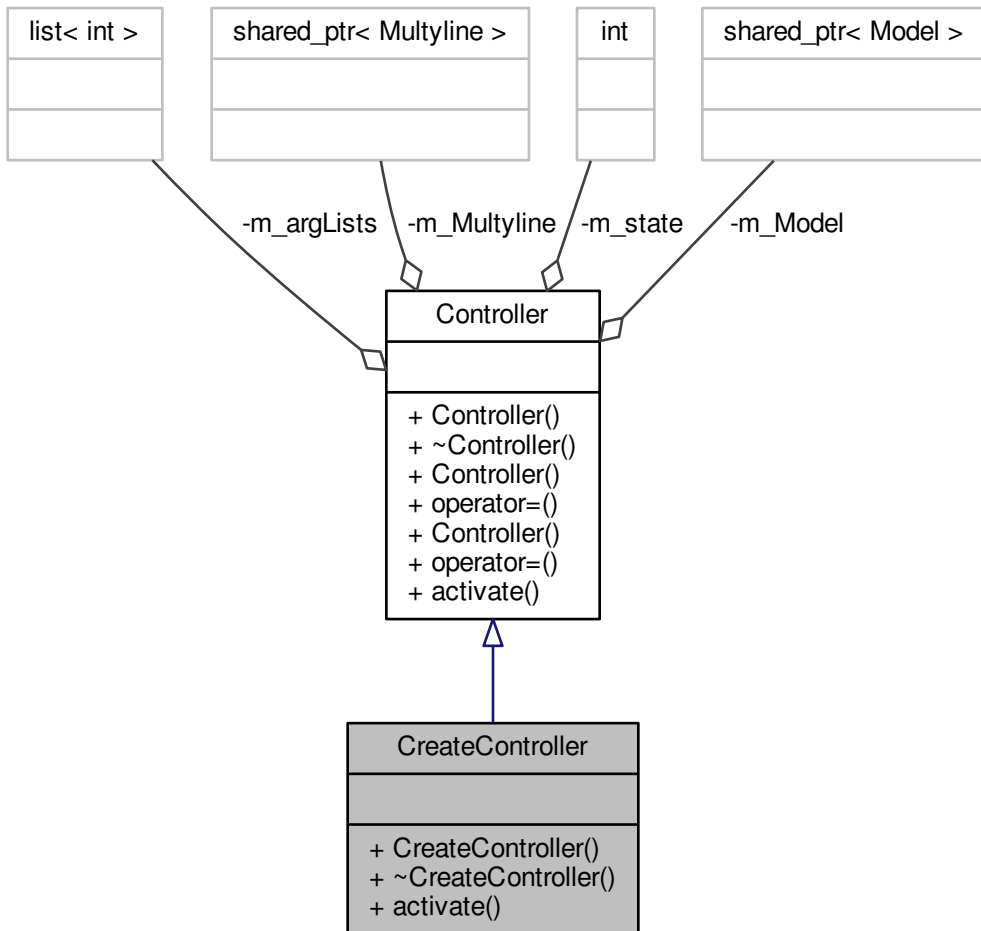 list< int >
shared_ptr< Multyline >
int
shared_ptr< Model >
-m_argLists
-m_Multyline
-m_state
-m_Model
Controller
+ Controller()
+ ~Controller()
+ Controller()
+ operator=()
+ Controller()
+ operator=()
+ activate()
CreateController
+ CreateController()
+ ~CreateController()
+ activate()